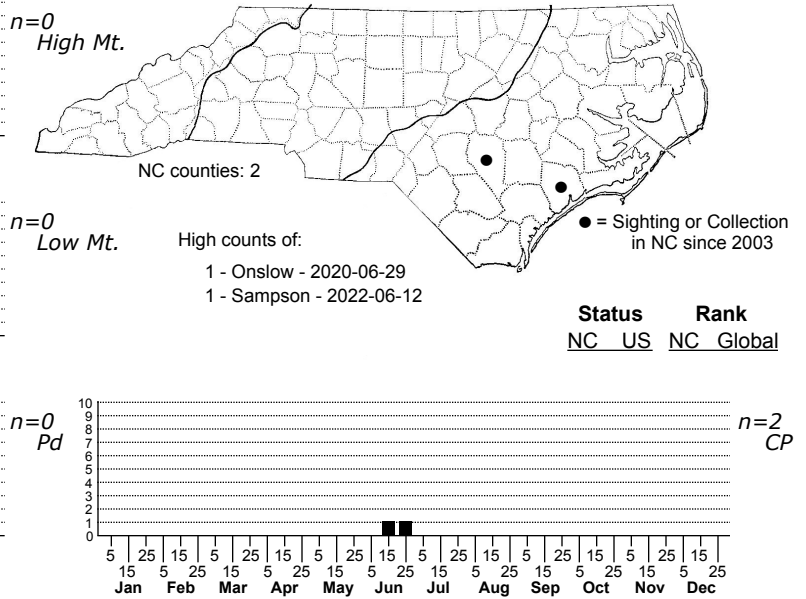 n=0
High Mt.
NC counties: 2
n=0
Low Mt.
High counts of:
1 - Onslow - 2020-06-29
1 - Sampson - 2022-06-12
● = Sighting or Collection
in NC since 2003
Status Rank
NC US NC Global
n=0
Pd
n=2
CP
10
9
8
7
6
5
4
3
2
1
0
5 25 15 5 25 15 5 25 15 5 25 15 5 25 15 5 25 15
15 5 25 15 5 25 15 5 25 15 5 25 15 5 25 15 5 25
Jan Feb Mar Apr May Jun Jul Aug Sep Oct Nov Dec